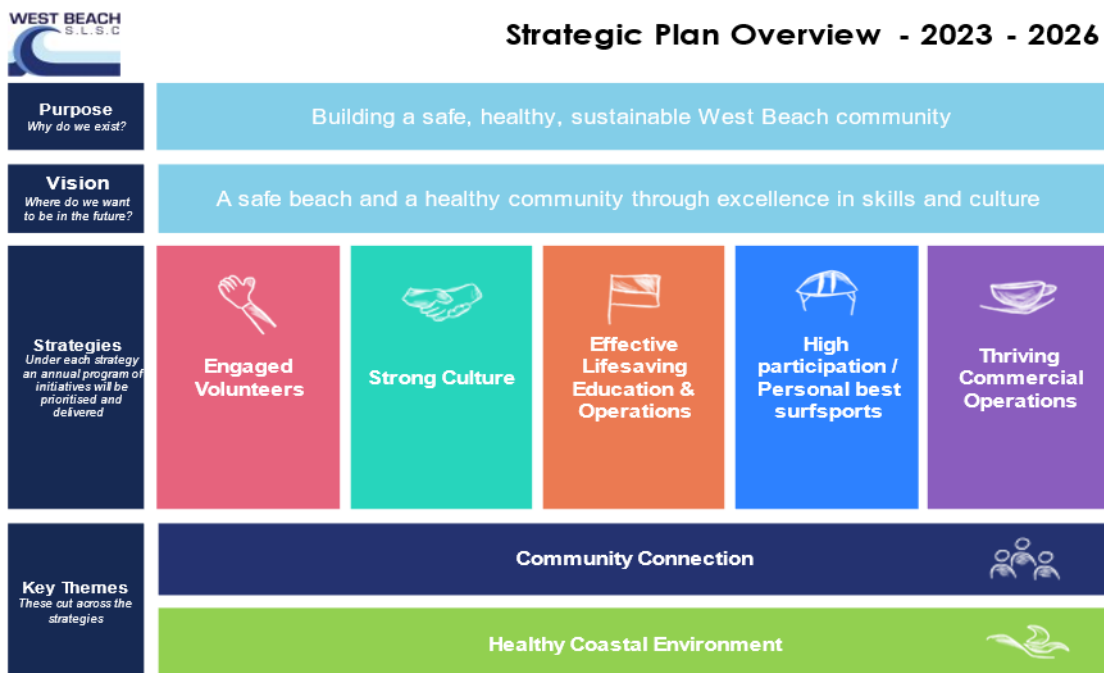 WEST BEACH
S.L.S.C
Strategic Plan Overview - 2023 - 2026
Purpose
Why do we exist?
Building a safe, healthy, sustainable West Beach community
Vision
Where do we want
to be in the future?
A safe beach and a healthy community through excellence in skills and culture
Strategies
Under each strategy
an annual program of
initiatives will be
prioritised and
delivered
Engaged
Volunteers
Strong Culture
Effective
Lifesaving
Education &
Operations
High
participation /
Personal best
surfsports
Thriving
Commercial
Operations
Key Themes
These cut across the
strategies
Community Connection
Healthy Coastal Environment